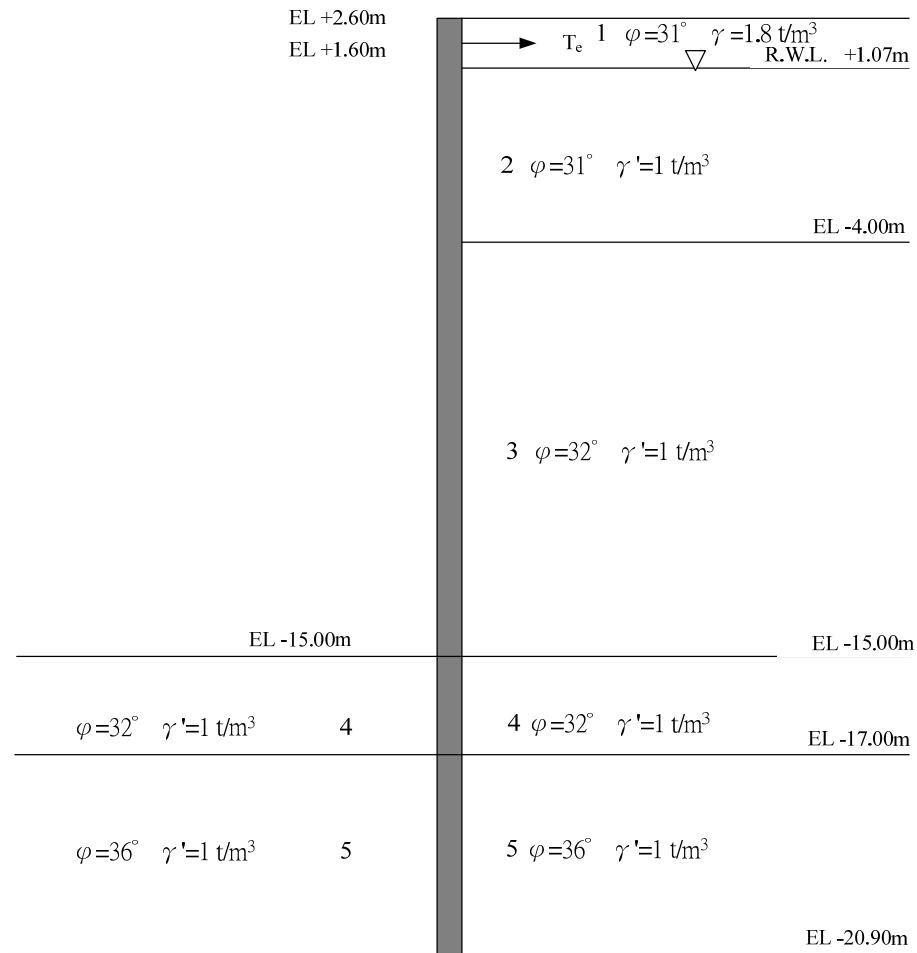 EL +2.60m
EL +1.60m
Te 1 φ=31° γ=1.8 t/m³
R.W.L. +1.07m
2 φ=31° γ'=1 t/m³
EL -4.00m
3 φ=32° γ'=1 t/m³
EL -15.00m
EL -15.00m
φ=32° γ'=1 t/m³ 4
4 φ=32° γ'=1 t/m³
EL -17.00m
φ=36° γ'=1 t/m³ 5
5 φ=36° γ'=1 t/m³
EL -20.90m